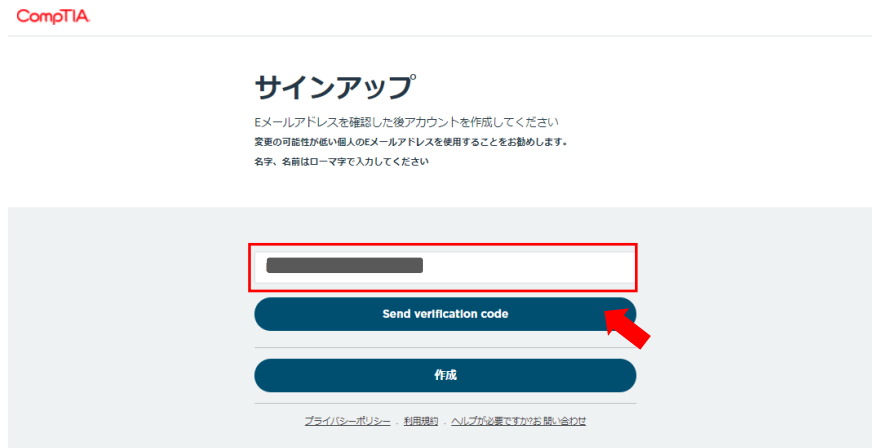 CompTIA.
サインアップ
Eメールアドレスを確認した後アカウントを作成してください
変更の可能性が低い個人のEメールアドレスを使用することをお勧めします。
名字、名前はローマ字で入力してください
Send verification code
作成
プライバシーポリシー . 利用規約 . ヘルプが必要ですか?お問い合わせ